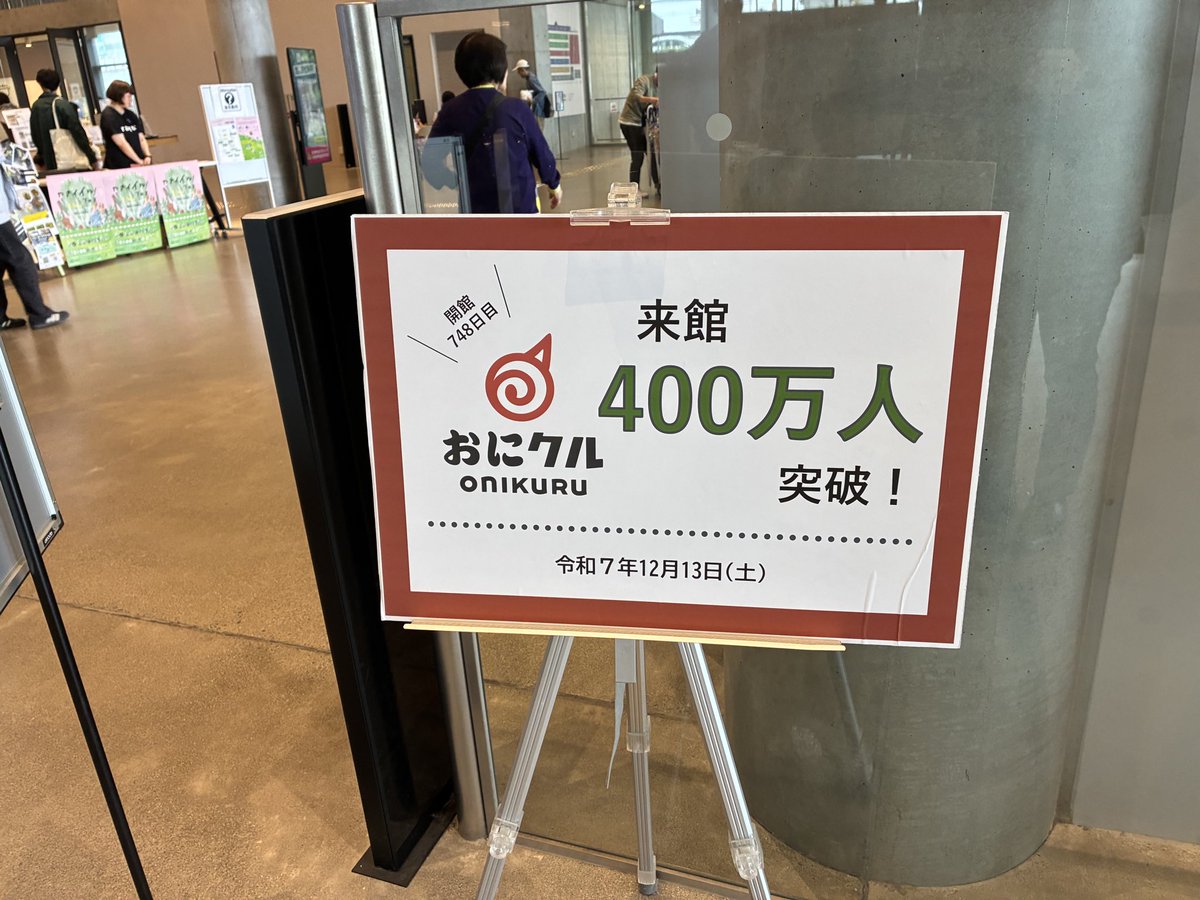 開館
748日目
おにクル
ONIKURU
来館
400万人
突破！
令和7年12月13日(土)